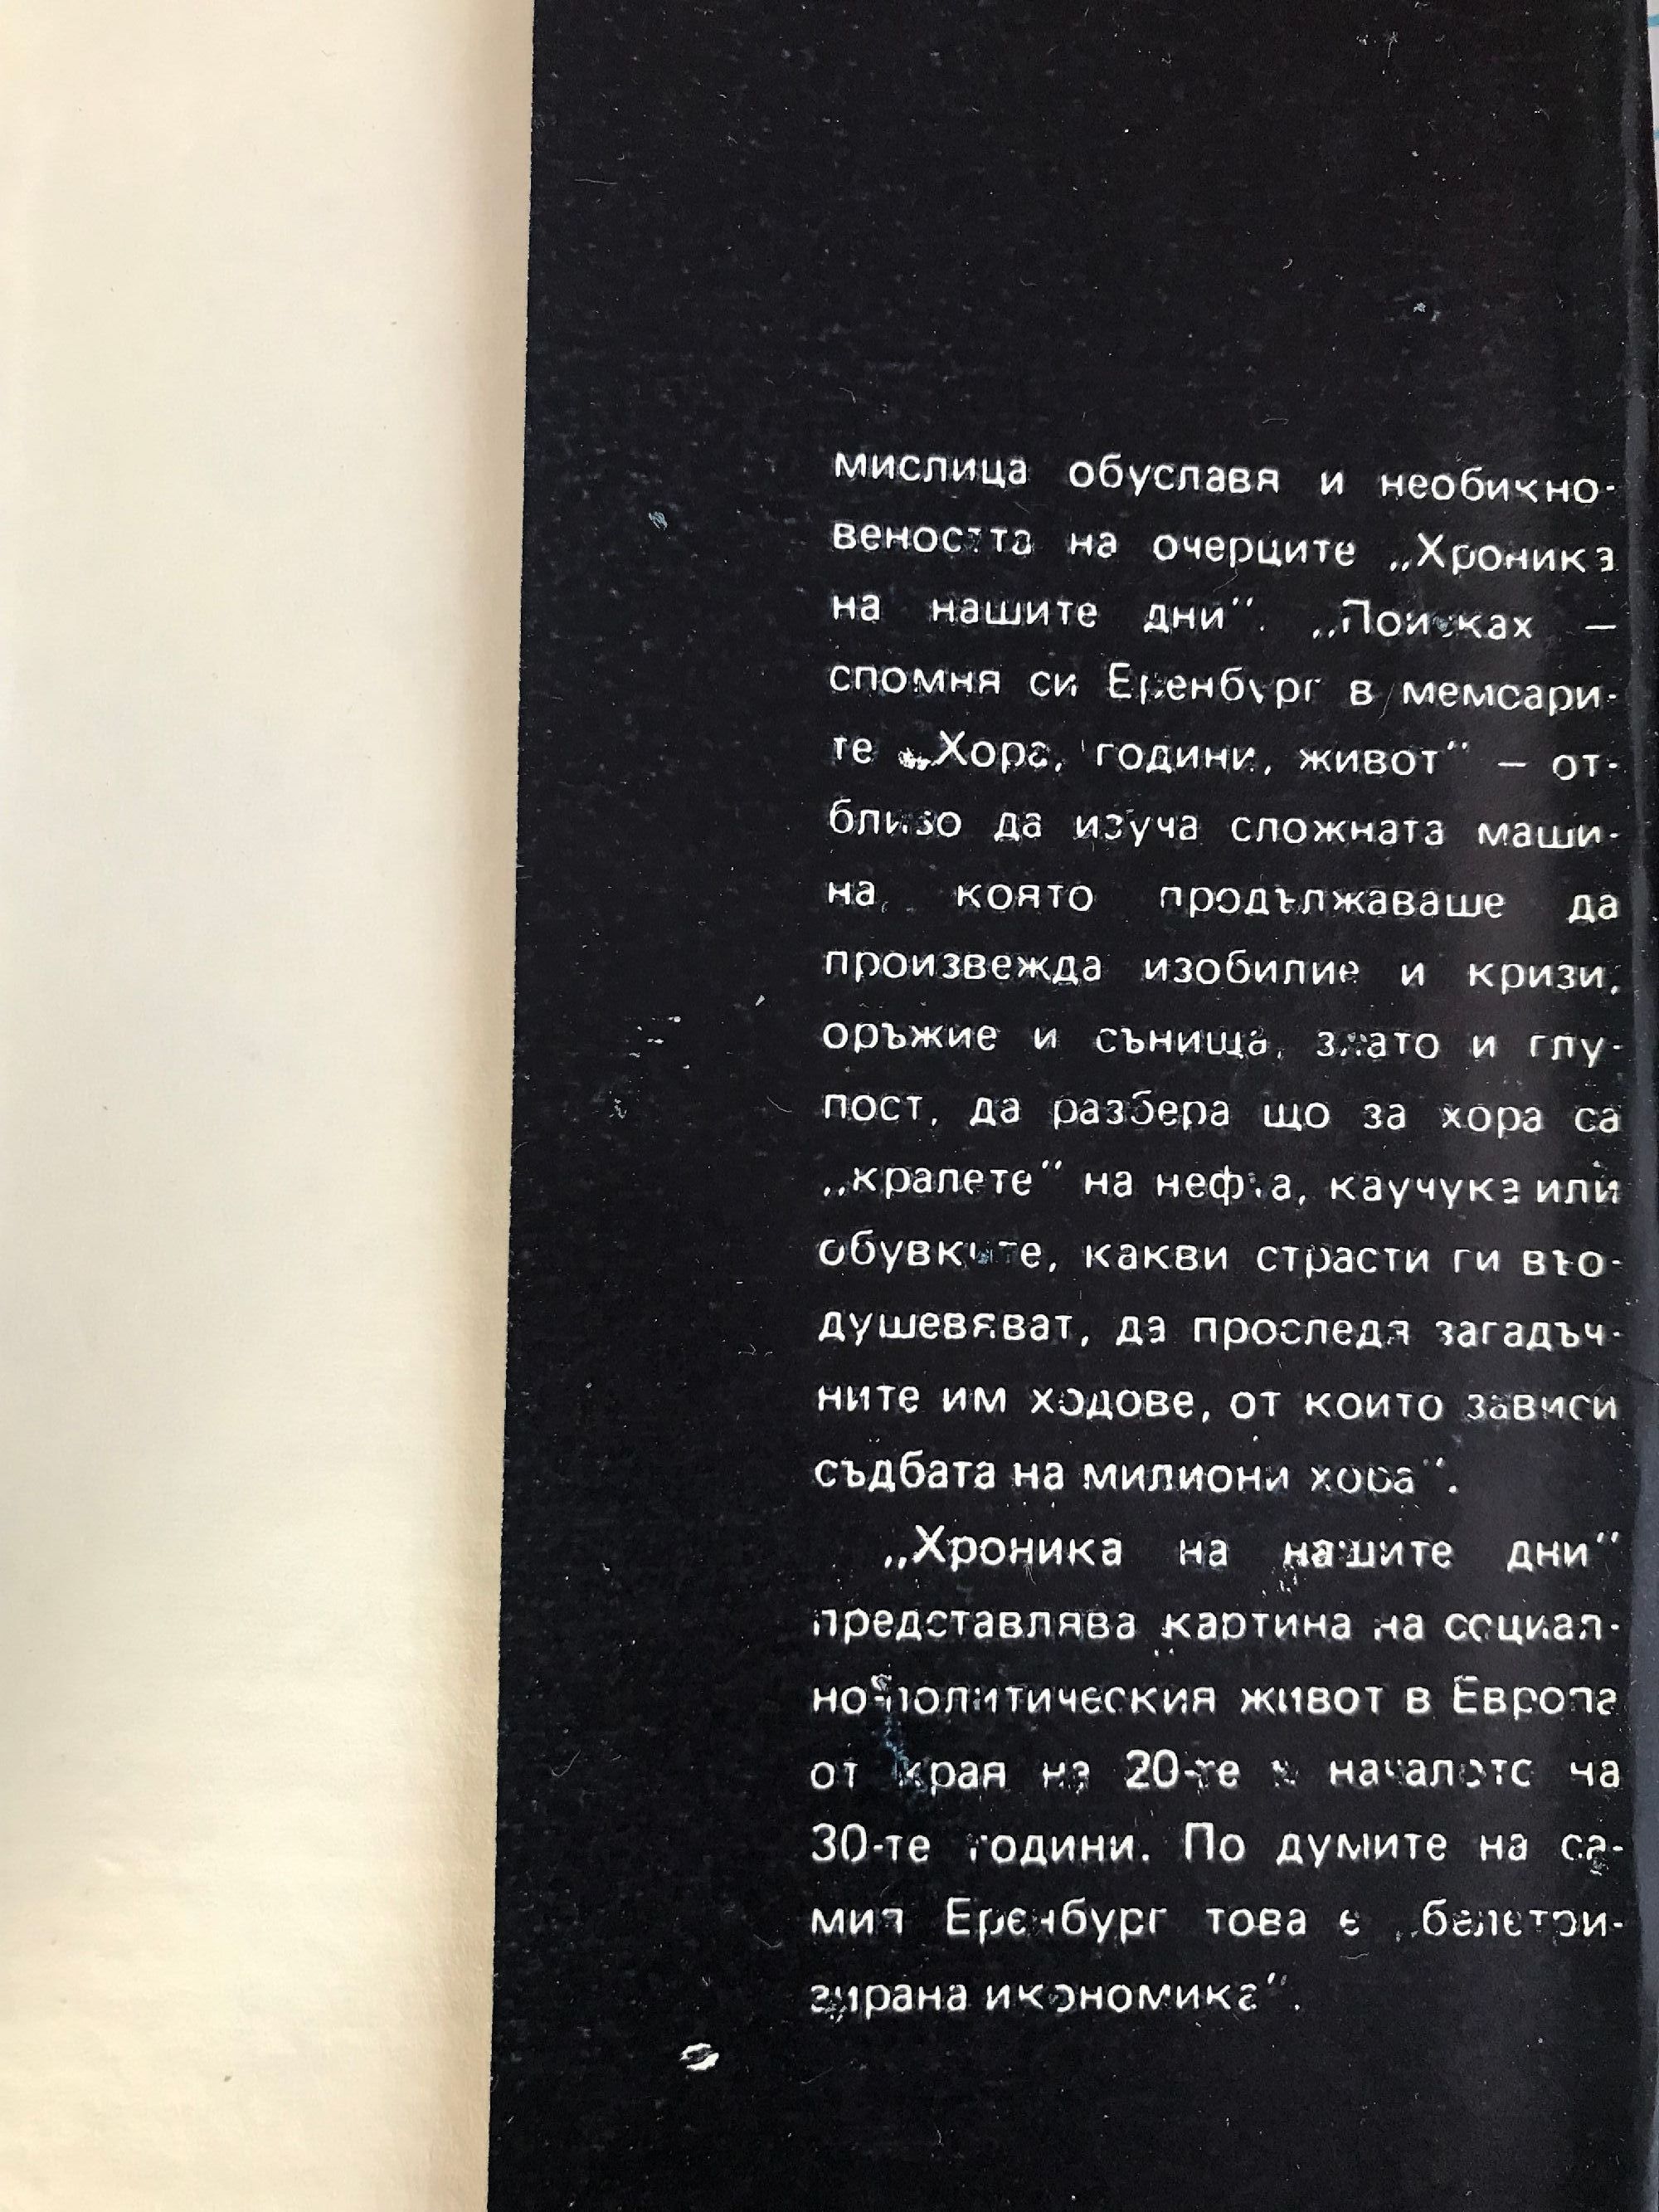 мислица обуславя и необикно-
веността на очерците „Хроника
на нашите дни“. „Поисках —
спомня си Еренбург в мемоари-
те „Хора, години, живот“ — от-
близо да изуча сложната маши-
на, която продължаваше да
произвежда изобилие и кризи,
оръжие и сънища, злато и глу-
пост, да разбера що за хора са
„кралете“ на нефта, каучука или
обувките, какви страсти ги въо-
душевяват, да проследя загадъч-
ните им ходове, от които зависи
съдбата на милиони хора“.
„Хроника на нашите дни“
представлява картина на социал-
но-политическия живот в Европа
от края на 20-те и началото на
30-те години. По думите на са-
мия Еренбург това е „белетри-
зирана икономика“.